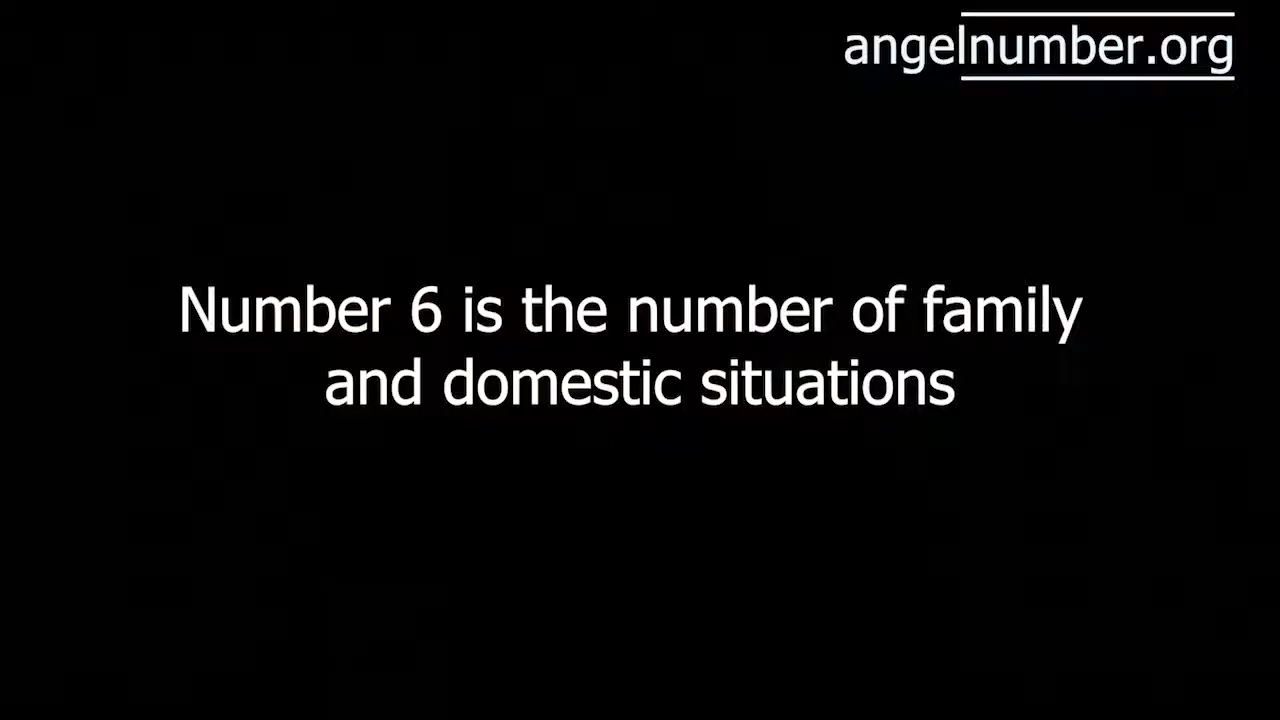 angelnumber.org
Number 6 is the number of family
and domestic situations